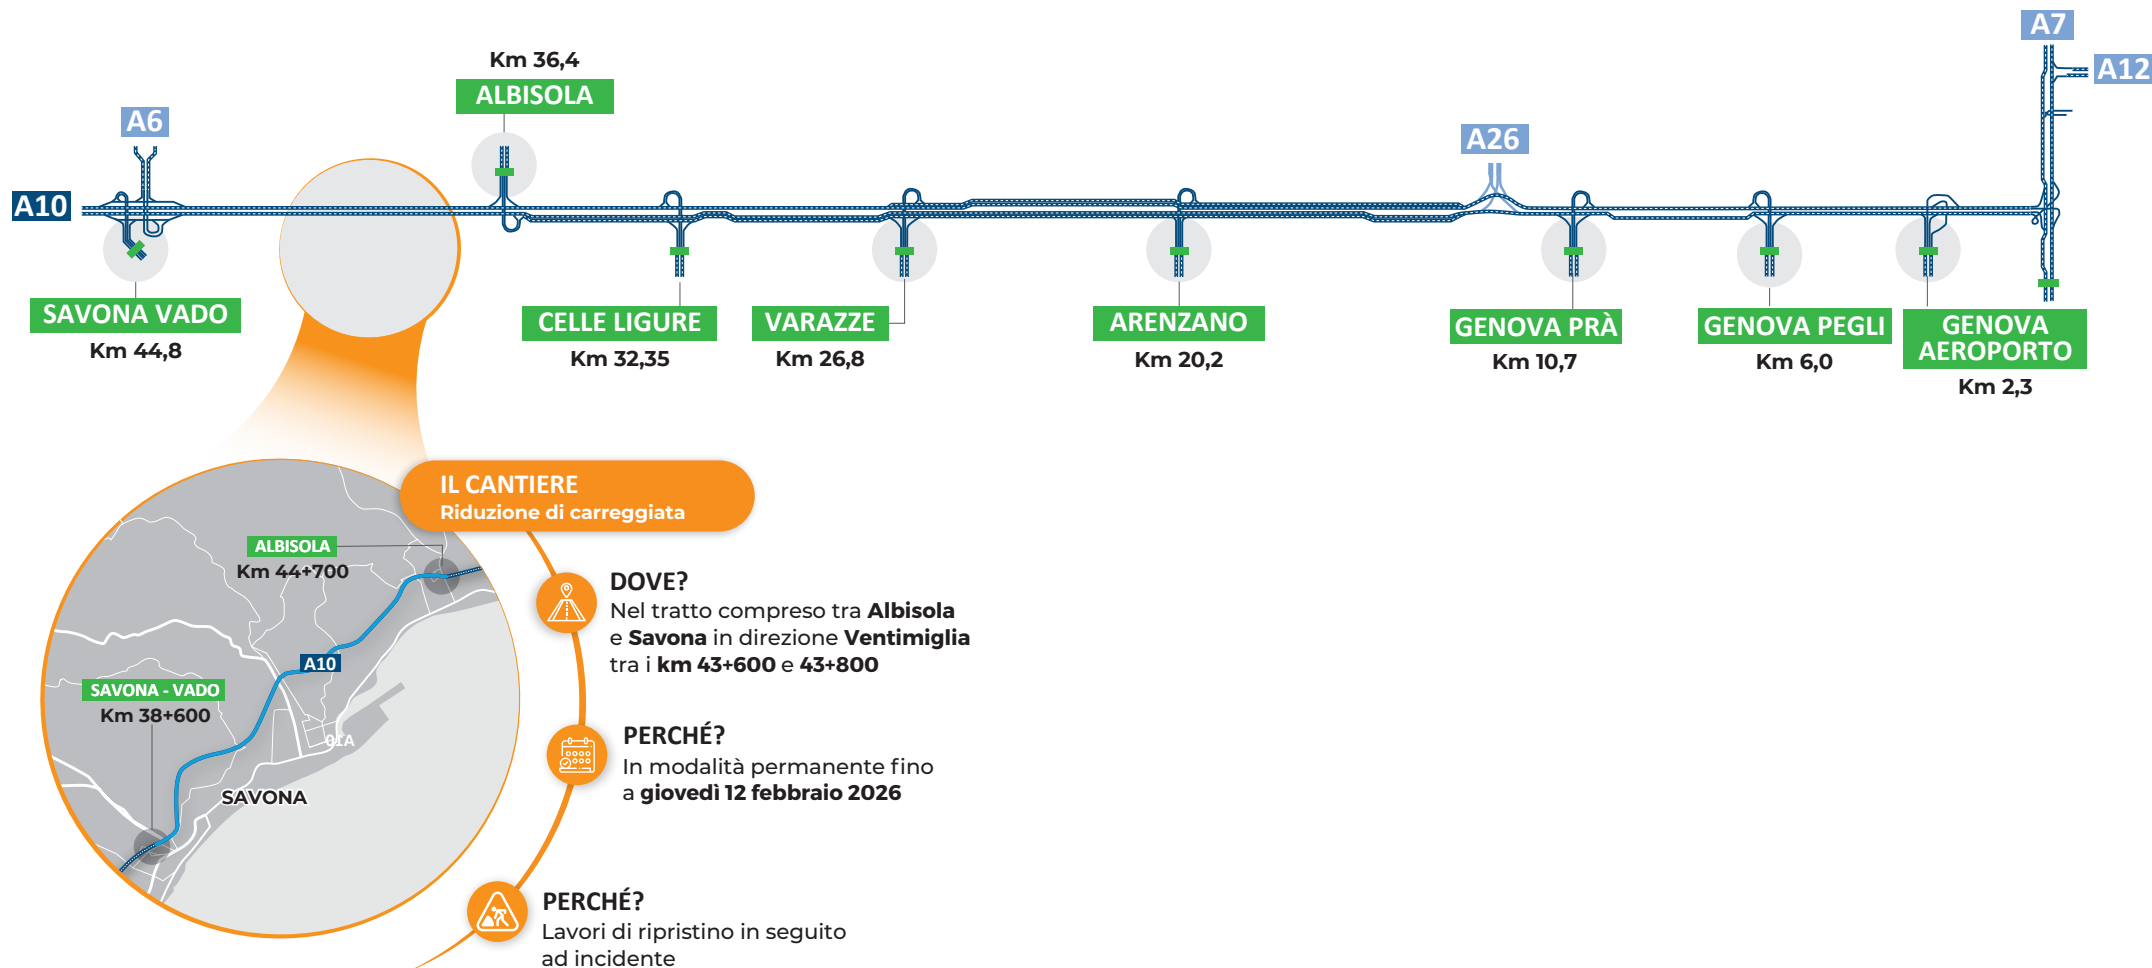 A7
A12
Km 36,4
ALBISOLA
A6
A26
A10
SAVONA VADO
Km 44,8
CELLE LIGURE
Km 32,35
VARAZZE
Km 26,8
ARENZANO
Km 20,2
GENOVA PRÀ
Km 10,7
GENOVA PEGLI
Km 6,0
GENOVA
AEROPORTO
Km 2,3
IL CANTIERE
Riduzione di carreggiata
ALBISOLA
Km 44+700
A10
SAVONA - VADO
Km 38+600
01A
SAVONA
DOVE?
Nel tratto compreso tra Albisola
e Savona in direzione Ventimiglia
tra i km 43+600 e 43+800
PERCHÉ?
In modalità permanente fino
a giovedì 12 febbraio 2026
PERCHÉ?
Lavori di ripristino in seguito
ad incidente